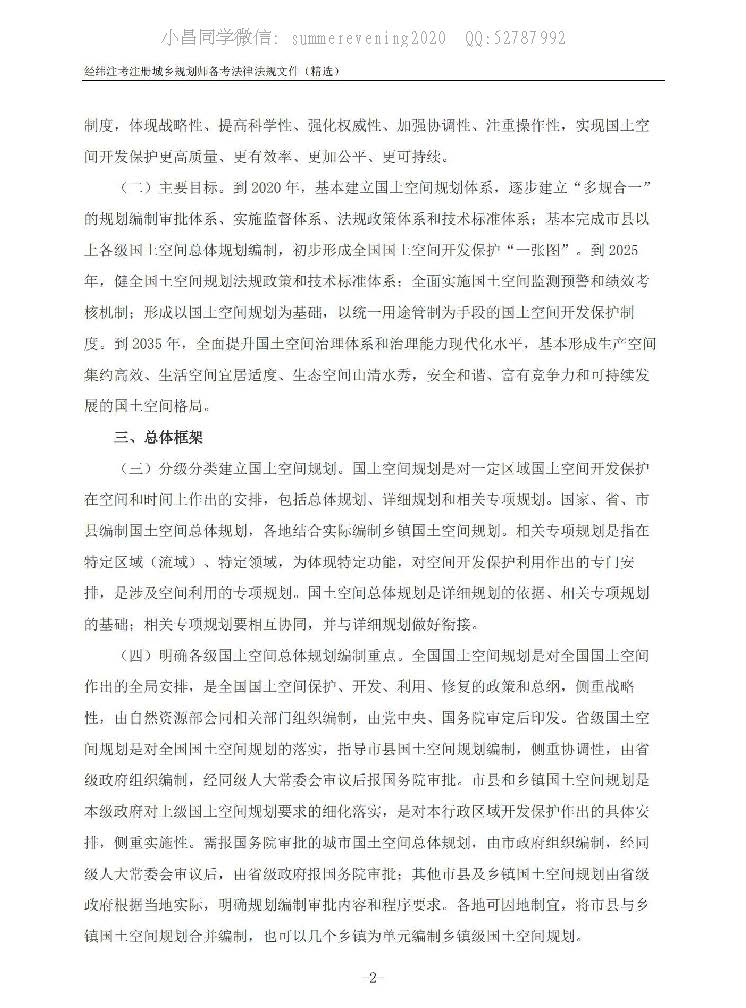 小昌同学微信: summerevening2020 QQ:52787992
经纬注考注册城乡规划师备考法律法规文件（精选）
制度，体现战略性、提高科学性、强化权威性、加强协调性、注重操作性，实现国土空
间开发保护更高质量、更有效率、更加公平、更可持续。
（二）主要目标。到 2020 年，基本建立国土空间规划体系，逐步建立“多规合一”
的规划编制审批体系、实施监督体系、法规政策体系和技术标准体系；基本完成市县以
上各级国土空间总体规划编制，初步形成全国国土空间开发保护“一张图”。到 2025
年，健全国土空间规划法规政策和技术标准体系；全面实施国土空间监测预警和绩效考
核机制；形成以国土空间规划为基础，以统一用途管制为手段的国土空间开发保护制
度。到 2035 年，全面提升国土空间治理体系和治理能力现代化水平，基本形成生产空间
集约高效、生活空间宜居适度、生态空间山清水秀，安全和谐、富有竞争力和可持续发
展的国土空间格局。
三、总体框架
（三）分级分类建立国土空间规划。国土空间规划是对一定区域国土空间开发保护
在空间和时间上作出的安排，包括总体规划、详细规划和相关专项规划。国家、省、市
县编制国土空间总体规划，各地结合实际编制乡镇国土空间规划。相关专项规划是指在
特定区域（流域）、特定领域，为体现特定功能，对空间开发保护利用作出的专门安
排，是涉及空间利用的专项规划。国土空间总体规划是详细规划的依据、相关专项规划
的基础；相关专项规划要相互协同，并与详细规划做好衔接。
（四）明确各级国土空间总体规划编制重点。全国国土空间规划是对全国国土空间
作出的全局安排，是全国国土空间保护、开发、利用、修复的政策和总纲，侧重战略
性，由自然资源部会同相关部门组织编制，由党中央、国务院审定后印发。省级国土空
间规划是对全国国土空间规划的落实，指导市县国土空间规划编制，侧重协调性，由省
级政府组织编制，经同级人大常委会审议后报国务院审批。市县和乡镇国土空间规划是
本级政府对上级国土空间规划要求的细化落实，是对本行政区域开发保护作出的具体安
排，侧重实施性。需报国务院审批的城市国土空间总体规划，由市政府组织编制，经同
级人大常委会审议后，由省级政府报国务院审批；其他市县及乡镇国土空间规划由省级
政府根据当地实际，明确规划编制审批内容和程序要求。各地可因地制宜，将市县与乡
镇国土空间规划合并编制，也可以几个乡镇为单元编制乡镇级国土空间规划。
-2-